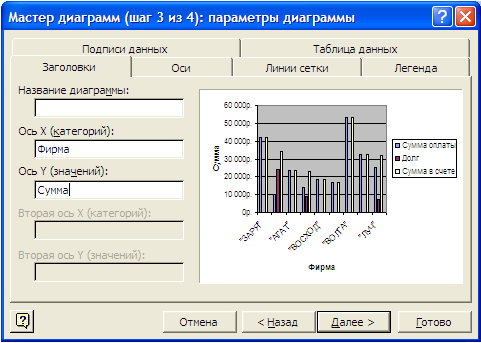 Мастер диаграмм (шаг 3 из 4): параметры диаграммы
Подписи данных
Таблица данных
Заголовки
Оси
Линии сетки
Легенда
Название диаграммы:
Ось X (категорий):
Фирма
Ось Y (значений):
Сумма
Вторая ось X (категорий):
Вторая ось Y (значений):
60 000р.
50 000р.
40 000р.
30 000р.
20 000р.
10 000р.
0р.
Сумма
"ЗАРЯ"
"АГАТ"
"ВОСХОД"
"ВОЛГА"
"ЛУЧ"
Фирма
Сумма оплаты
Долг
Сумма в счете
Отмена
< Назад
Далее >
Готово